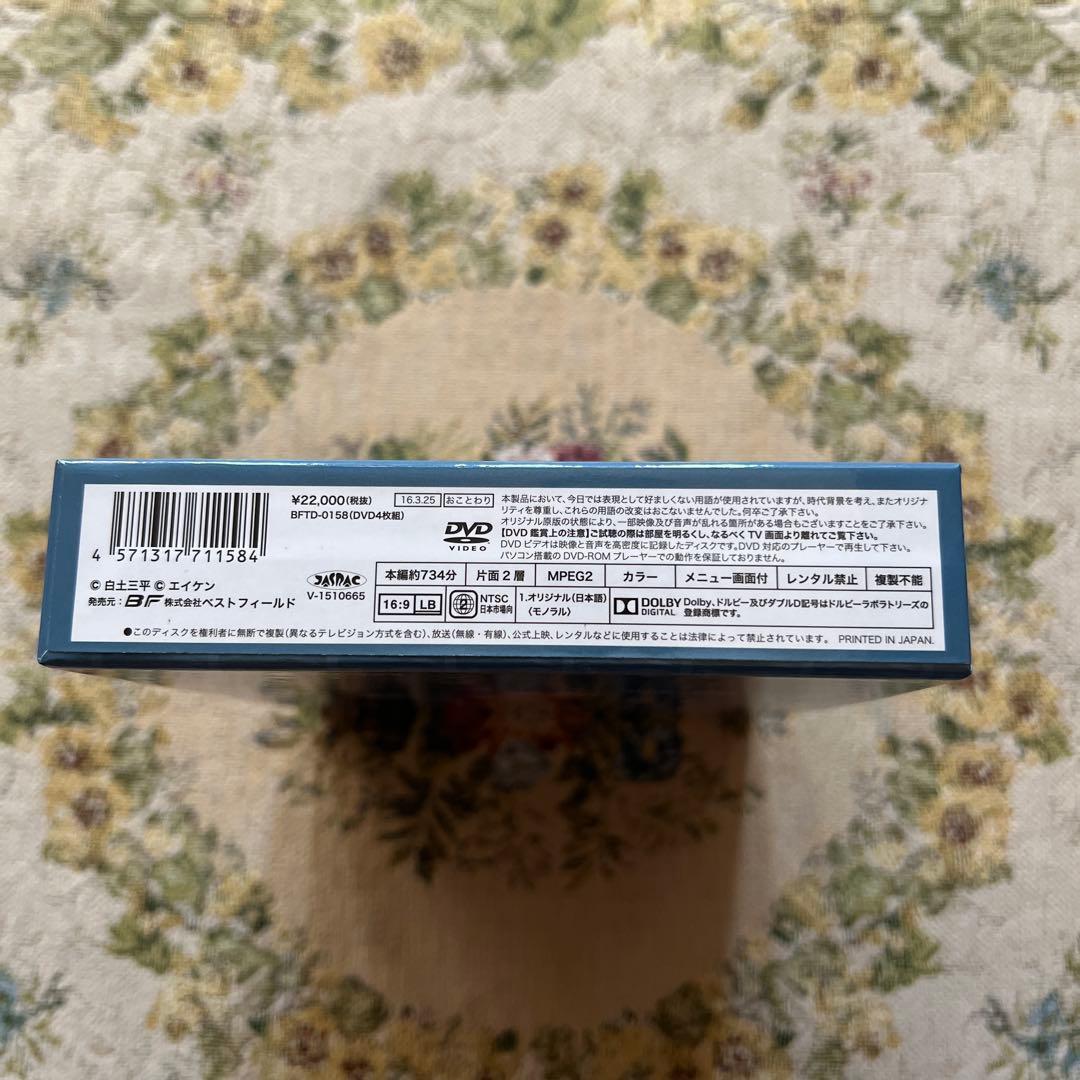 4 571317 711584
¥22,000(税抜)
BFTD-0158(DVD4枚組)
16.3.25
おことわり
本製品において、今日では表現として好ましくない用語が使用されていますが、時代背景を考え、またオリジナ
リティを尊重し、これらの用語の改変はおこないませんでした。何卒ご了承下さい。
オリジナル原版の状態により、一部映像及び音声が乱れる箇所がある場合もございますことをご了承下さい。
【DVD 鑑賞上の注意】ご試聴の際は部屋を明るくし、なるべく TV 画面より離れてご覧下さい。
DVD ビデオは映像と音声を高密度に記録したディスクです。DVD 対応のプレーヤーで再生して下さい。
パソコン搭載の DVD-ROM プレーヤーでの動作を保証しておりません。
DVD
VIDEO
© 白土三平 © エイケン
発売元: BF 株式会社ベストフィールド
JASRAC
V-1510665
本編約734分
片面2層
MPEG2
カラー
メニュー画面付
レンタル禁止
複製不能
16:9 LB
2
NTSC
日本市場向
1.オリジナル(日本語)
(モノラル)
DOLBY
DIGITAL
Dolby、ドルビー及びダブルD記号はドルビーラボラトリーズの
登録商標です。
●このディスクを権利者に無断で複製(異なるテレビジョン方式を含む)、放送(無線・有線)、公式上映、レンタルなどに使用することは法律によって禁止されています。 PRINTED IN JAPAN.